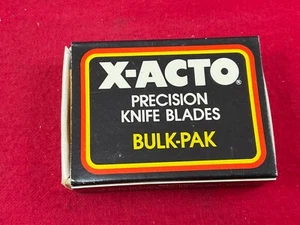 X-ACTO®
PRECISION
KNIFE BLADES
BULK-PAK